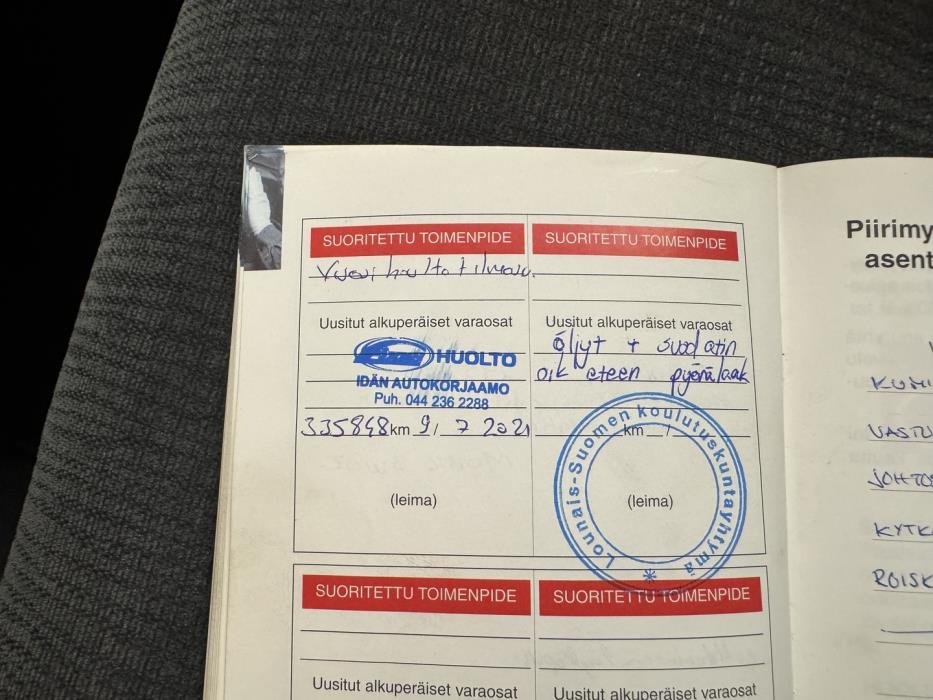 SUORITETTU TOIMENPIDE
Vuosihuolto
Uusitut alkuperäiset varaosat
HUOLTO
IDÄN AUTOKORJAAMO
Puh. 044 236 2288
335848 km 9 / 7 2021
(leima)
SUORITETTU TOIMENPIDE
Uusitut alkuperäiset varaosat
öljyt + suodatin
oik eteen pyöränlaak
km /
(leima)
Lounais-Suomen koulutuskuntayhtymä
SUORITETTU TOIMENPIDE
Uusitut alkuperäiset varaosat
SUORITETTU TOIMENPIDE
Uusitut alkuperäiset varaosat
Piirimy
asent
KUMI
VASTU
JOHTO
KYTK
ROISK